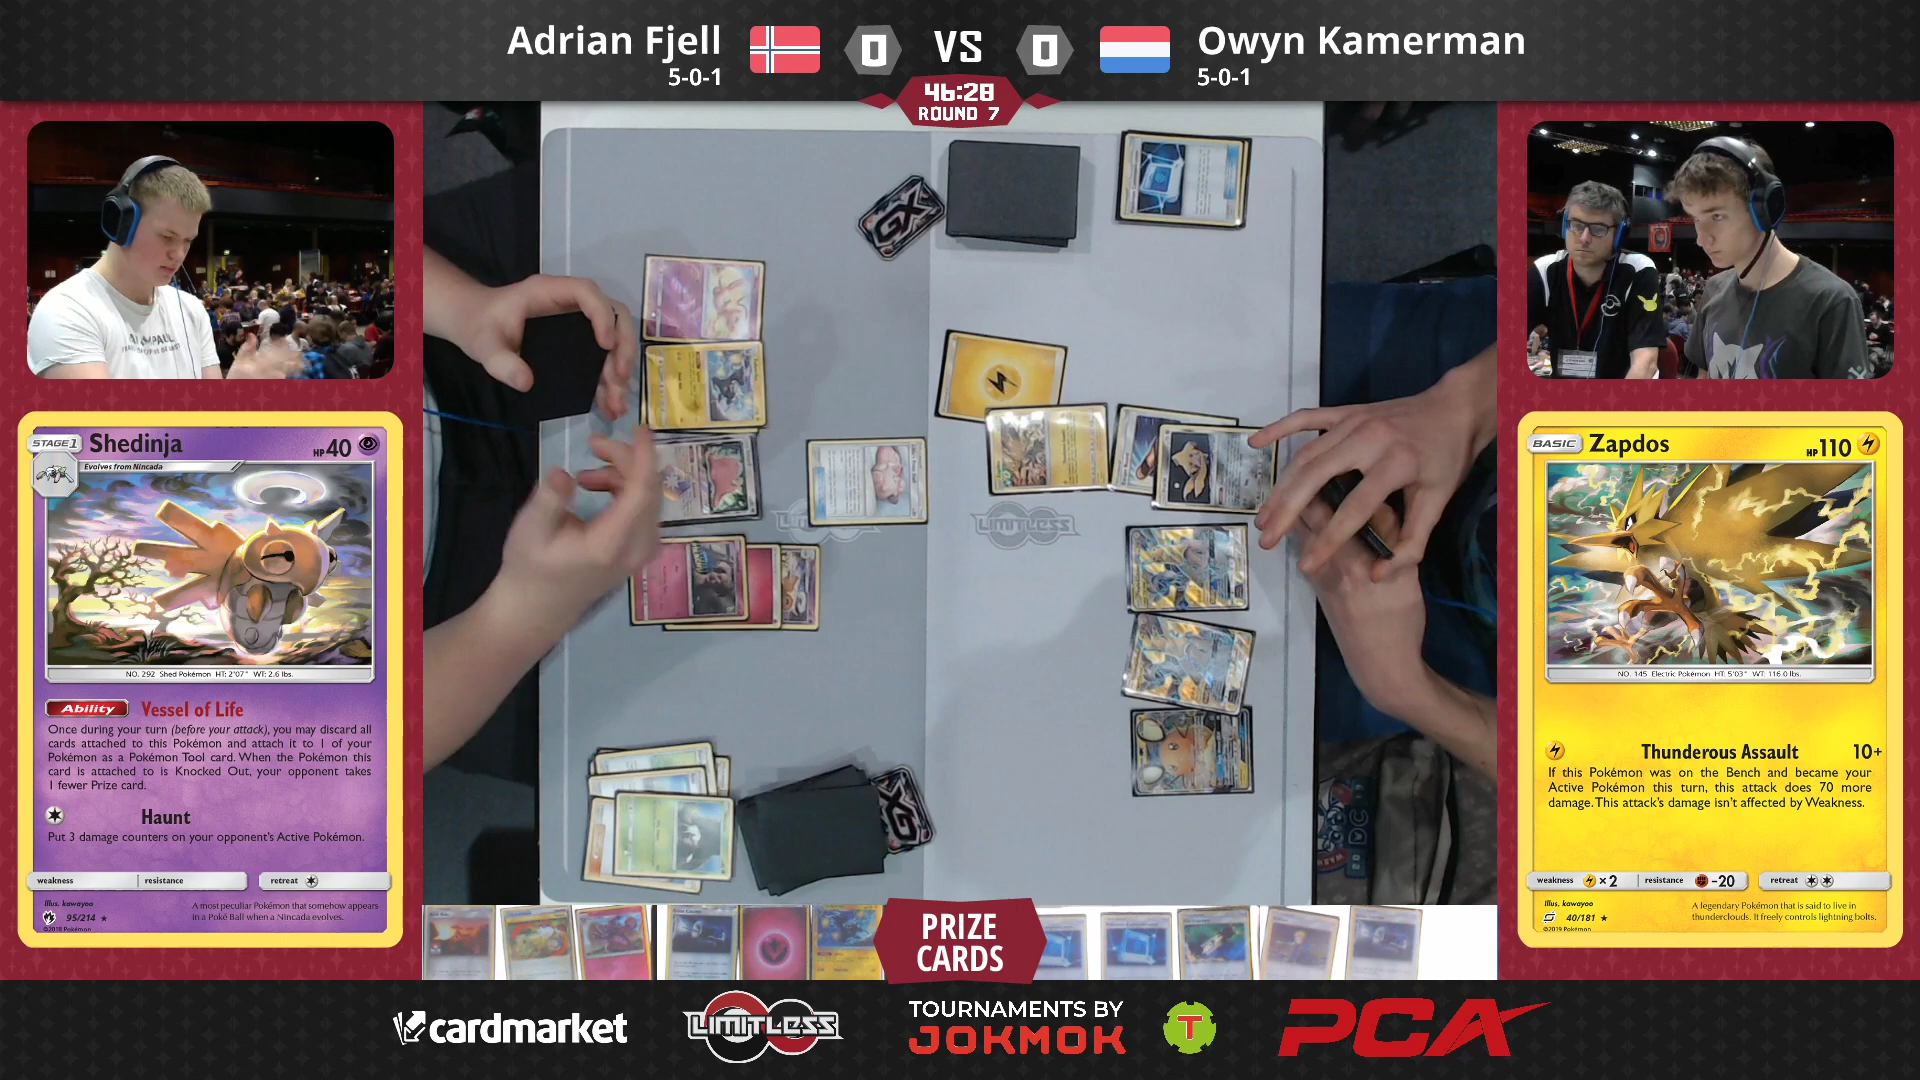 Adrian Fjell
5-0-1
0 VS 0
Owyn Kamerman
5-0-1
46:28
ROUND 7
STAGE1 Shedinja HP40
Evolves from Nincada
NO. 292 Shed Pokémon HT: 2'07" WT: 2.6 lbs.
Ability Vessel of Life
Once during your turn (before your attack), you may discard all
cards attached to this Pokémon and attach it to 1 of your
Pokémon as a Pokémon Tool card. When the Pokémon this
card is attached to is Knocked Out, your opponent takes
1 fewer Prize card.
Haunt
Put 3 damage counters on your opponent's Active Pokémon.
weakness resistance retreat
Illus. kawayoo
95/214 ★
©2018 Pokémon
A most peculiar Pokémon that somehow appears
in a Poké Ball when a Nincada evolves.
GX
LIMITLESS
GX
BASIC Zapdos HP110
NO. 145 Electric Pokémon HT: 5'03" WT: 116.0 lbs.
Thunderous Assault 10+
If this Pokémon was on the Bench and became your
Active Pokémon this turn, this attack does 70 more
damage. This attack's damage isn't affected by Weakness.
weakness ×2 resistance -20 retreat
Illus. kawayoo
40/181 ★
©2019 Pokémon
A legendary Pokémon that is said to live in
thunderclouds. It freely controls lightning bolts.
PRIZE
CARDS
cardmarket
LIMITLESS
TOURNAMENTS BY
JOKMOK
T
PCA